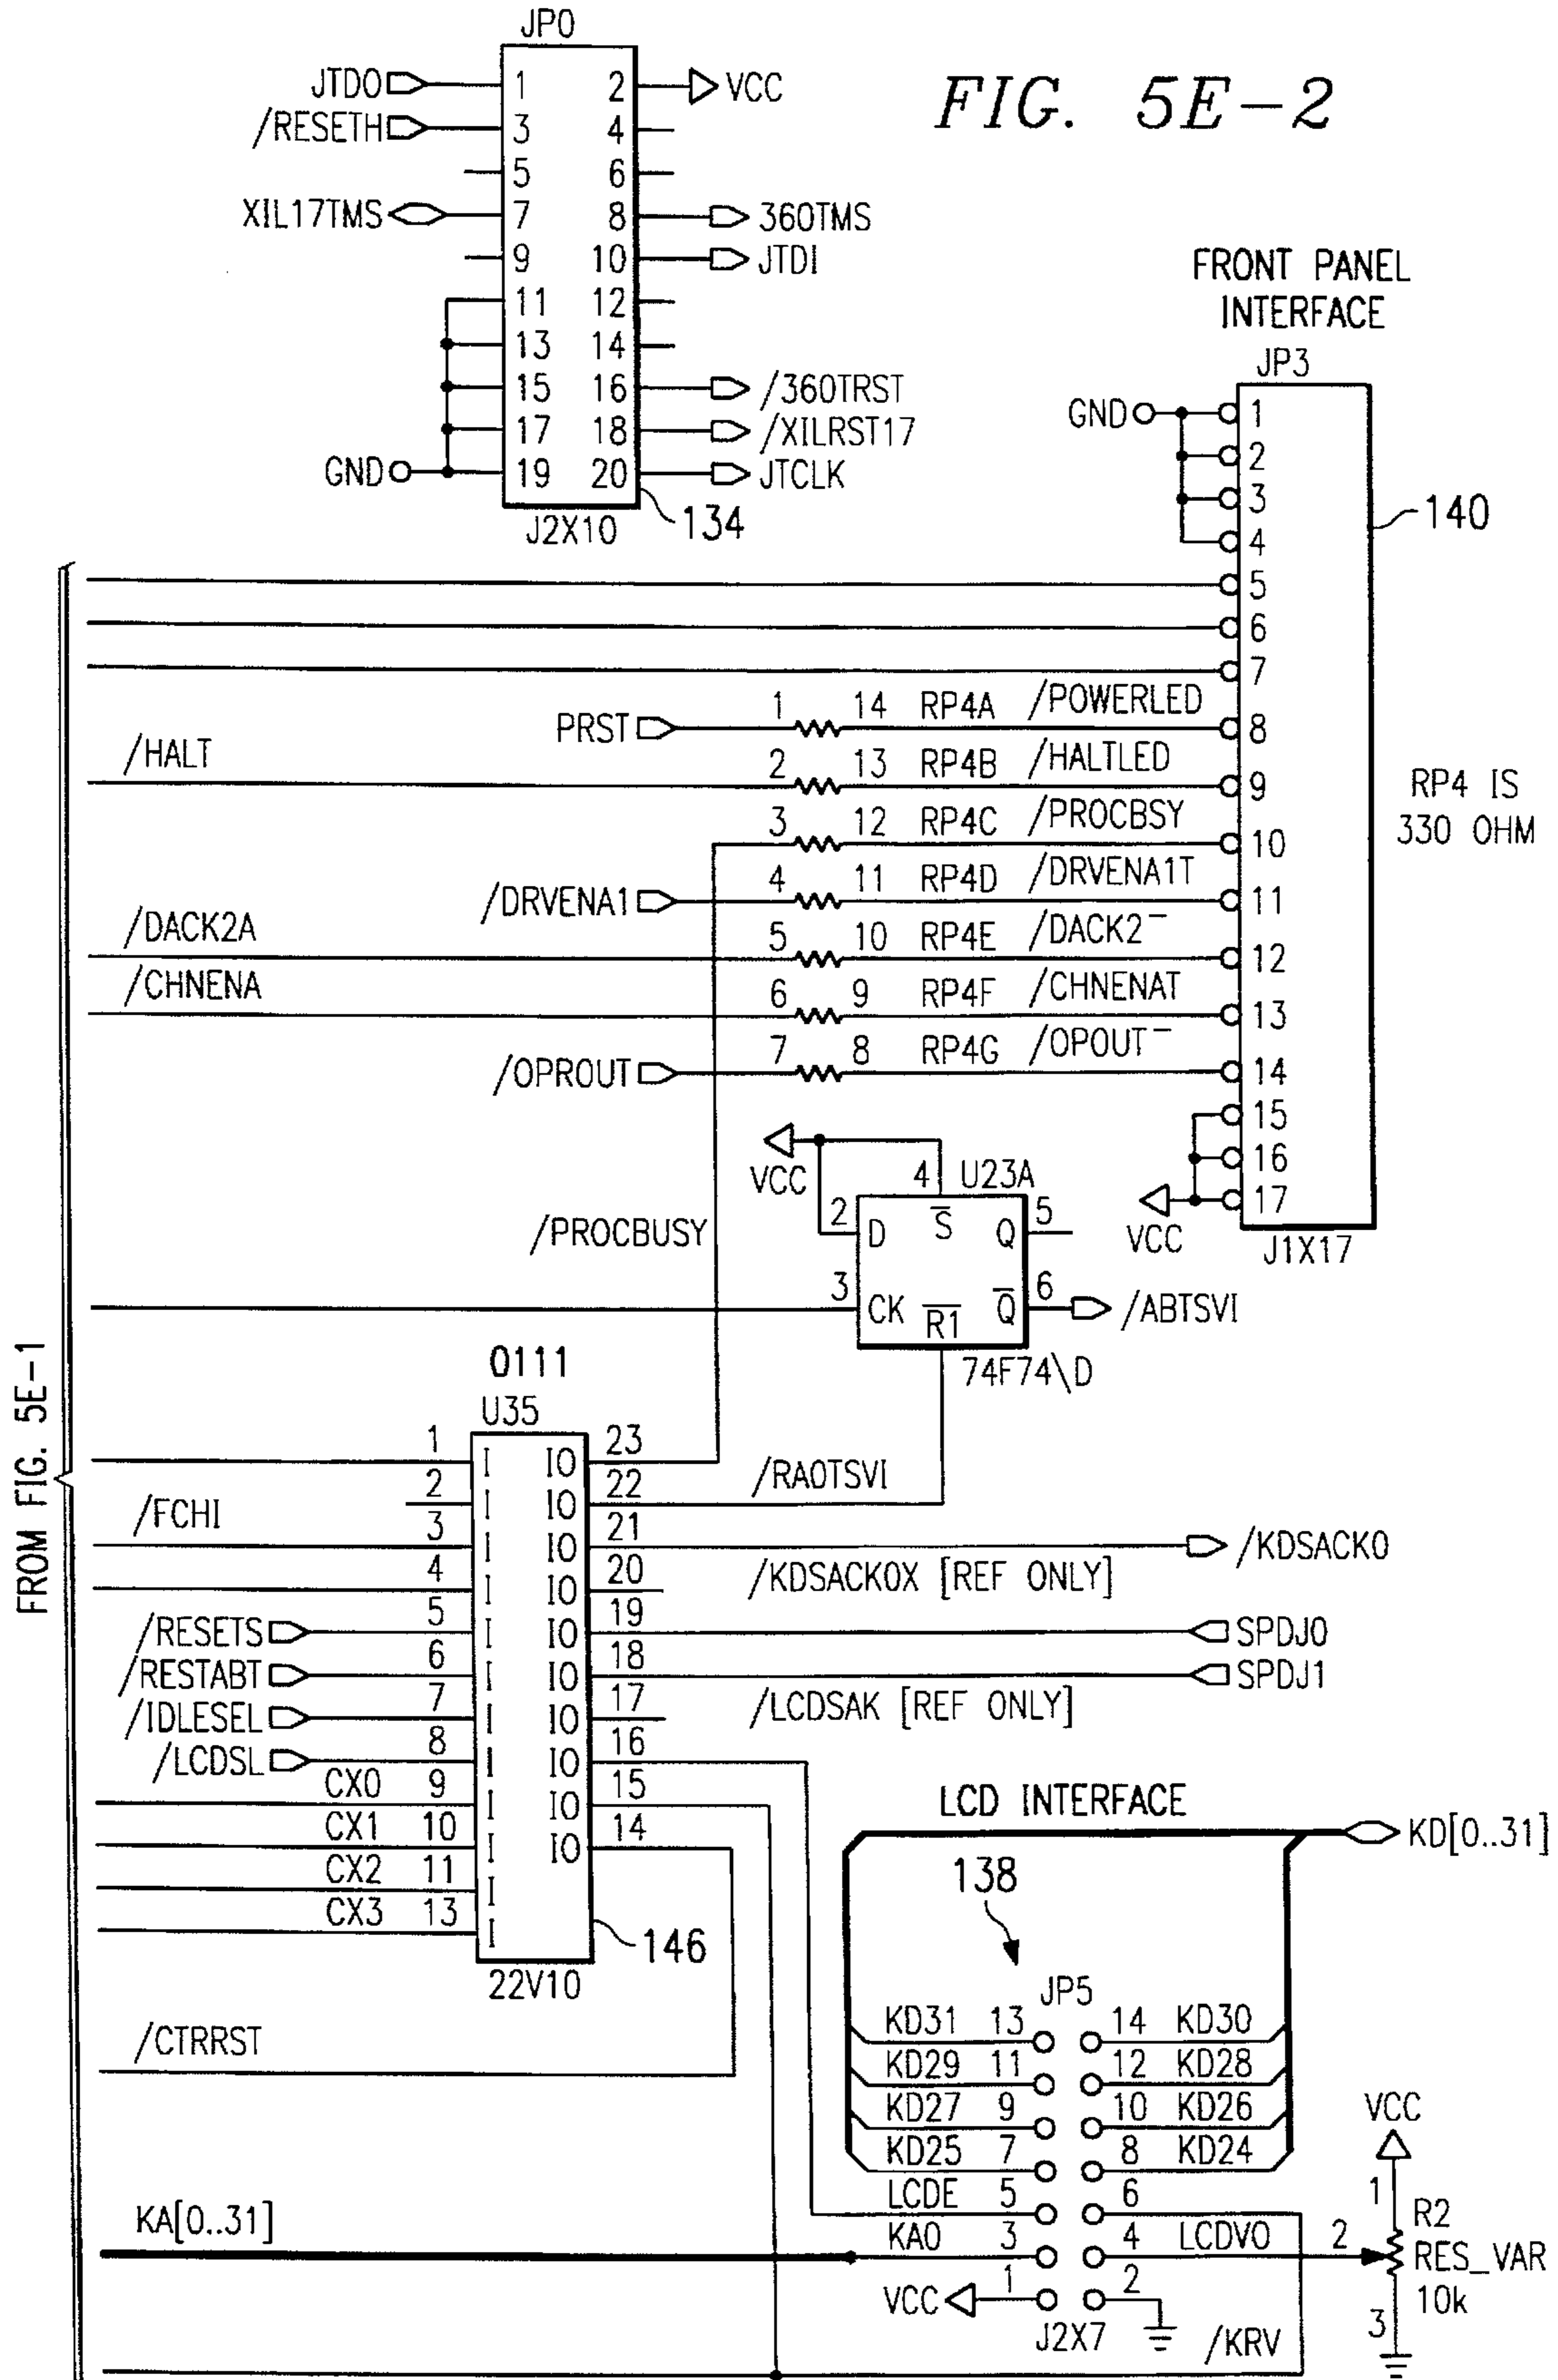 FIG. 5E-2
JP0
JTDO 1 2 VCC
/RESETH 3 4
5 6
XIL17TMS 7 8 360TMS
9 10 JTDI
11 12
13 14
15 16 /360TRST
17 18 /XILRST17
GND 19 20 JTCLK
J2X10 134
FRONT PANEL
INTERFACE
JP3
GND 1
2
3
4
140
5
6
7
PRST 1 14 RP4A /POWERLED 8
/HALT 2 13 RP4B /HALTLED 9
RP4 IS
330 OHM
3 12 RP4C /PROCBSY 10
/DRVENA1 4 11 RP4D /DRVENA1T 11
/DACK2A 5 10 RP4E /DACK2¯ 12
/CHNENA 6 9 RP4F /CHNENAT 13
/OPROUT 7 8 RP4G /OPOUT¯ 14
15
16
VCC 17
J1X17
VCC 4 U23A
/PROCBUSY 2 D S̅ Q 5
3 CK R̅1̅ Q̅ 6 /ABTSVI
74F74\D
FROM FIG. 5E-1
0111
U35
1 I IO 23
2 I IO 22 /RAOTSVI
/FCHI 3 I IO 21 /KDSACK0
4 I IO 20 /KDSACK0X [REF ONLY]
/RESETS 5 I IO 19 SPDJ0
/RESTABT 6 I IO 18 SPDJ1
/IDLESEL 7 I IO 17 /LCDSAK [REF ONLY]
/LCDSL 8 I IO 16
CX0 9 I IO 15
CX1 10 I IO 14
CX2 11 I
CX3 13 I
146
22V10
/CTRRST
LCD INTERFACE
KD[0..31]
138
JP5
KD31 13 14 KD30
KD29 11 12 KD28
KD27 9 10 KD26
KD25 7 8 KD24
LCDE 5 6
KA[0..31] KA0 3 4 LCDVO 2
VCC 1 2
J2X7
/KRV
VCC
1
R2
RES_VAR
10k
3